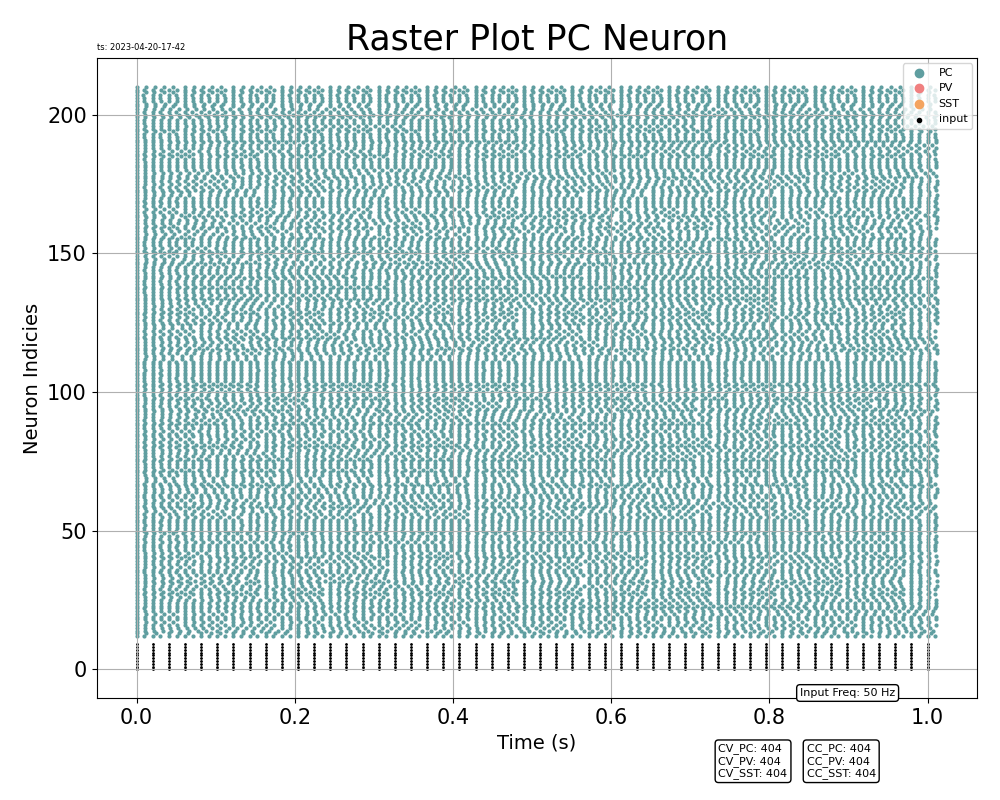 Raster Plot PC Neuron
ts: 2023-04-20-17-42
PC
PV
SST
input
200
150
100
50
0
Neuron Indicies
0.0 0.2 0.4 0.6 0.8 1.0
Input Freq: 50 Hz
Time (s)
CV_PC: 404
CV_PV: 404
CV_SST: 404
CC_PC: 404
CC_PV: 404
CC_SST: 404